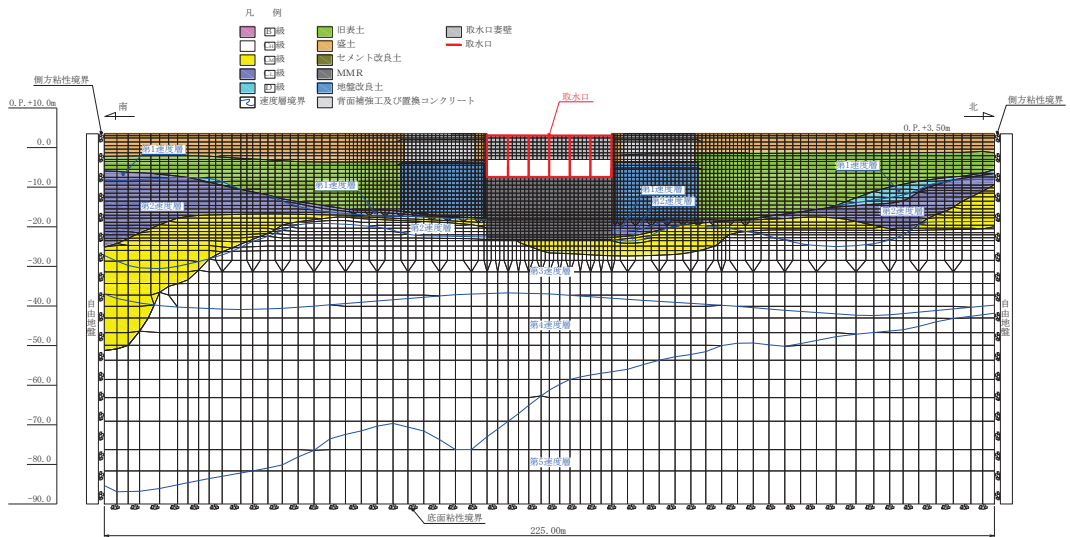 凡 例
B級
CH級
CM級
CL級
D級
速度層境界
旧表土
盛土
セメント改良土
MMR
地盤改良土
背面補強工及び置換コンクリート
取水口妻壁
取水口
側方粘性境界
O.P.+10.0m
南
取水口
北
側方粘性境界
O.P.+3.50m
0.0
-10.0
-20.0
-30.0
-40.0
-50.0
-60.0
-70.0
-80.0
-90.0
第1速度層
第2速度層
第1速度層
第2速度層
第1速度層
第2速度層
第1速度層
第2速度層
第3速度層
第4速度層
第5速度層
自由地盤
自由地盤
底面粘性境界
225.00m